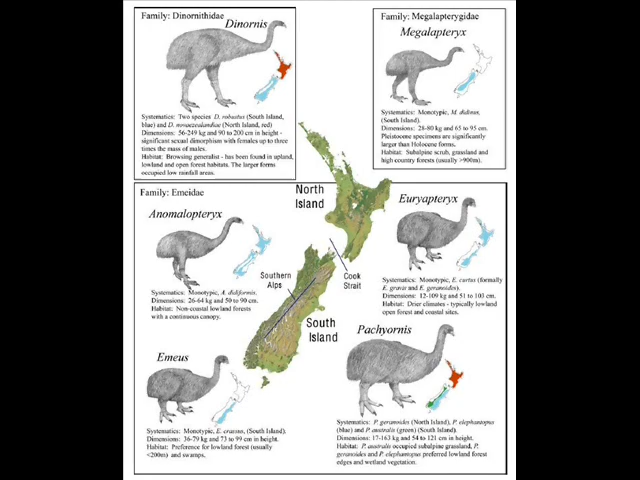 Family: Dinornithidae
Dinornis
Systematics: Two species D. robustus (South Island,
blue) and D. novaezealandiae (North Island, red)
Dimensions: 56-249 kg and 90 to 200 cm in height -
significant sexual dimorphism with females up to three
times the mass of males.
Habitat: Browsing generalist - has been found in upland,
lowland and open forest habitats. The larger forms
occupied low rainfall areas.
Family: Megalapterygidae
Megalapteryx
Systematics: Monotypic, M. didinus,
(South Island).
Dimensions: 28-80 kg and 65 to 95 cm.
Pleistocene specimens are significantly
larger than Holocene forms.
Habitat: Subalpine scrub, grassland and
high country forests (usually >900m).
Family: Emeidae
Anomalopteryx
Systematics: Monotypic, A. didiformis.
Dimensions: 26-64 kg and 50 to 90 cm.
Habitat: Non-coastal lowland forests
with a continuous canopy.
North
Island
Cook
Strait
Southern
Alps
South
Island
Euryapteryx
Systematics: Monotypic, E. curtus (formally
E. gravis and E. geranoides).
Dimensions: 12-109 kg and 51 to 103 cm.
Habitat: Drier climates - typically lowland
open forest and coastal sites.
Emeus
Systematics: Monotypic, E. crassus, (South Island).
Dimensions: 36-79 kg and 73 to 99 cm in height.
Habitat: Preference for lowland forest (usually
<200m) and swamps.
Pachyornis
Systematics: P. geranoides (North Island), P. elephantopus
(blue) and P. australis (green) (South Island).
Dimensions: 17-163 kg and 54 to 121 cm in height.
Habitat: P. australis occupied subalpine grassland, P.
geranoides and P. elephantopus preferred lowland forest
edges and wetland vegetation.